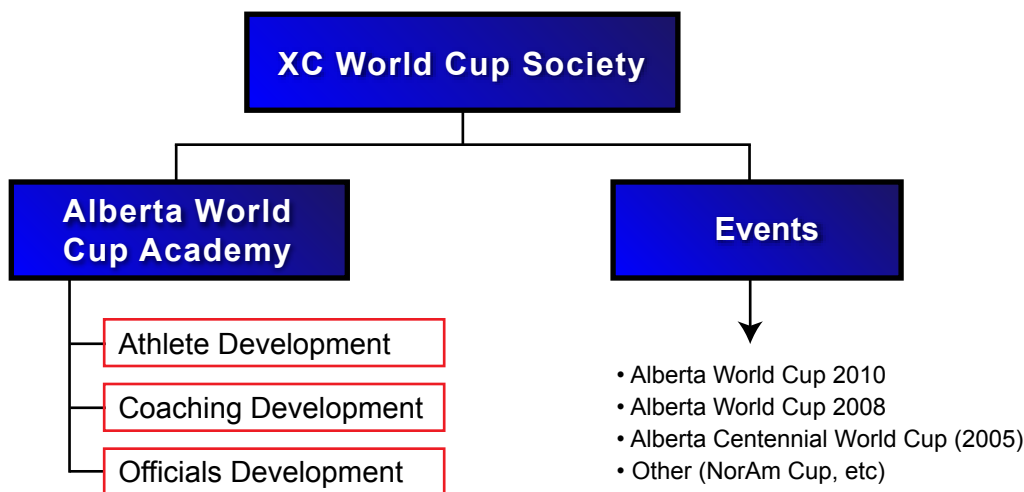 XC World Cup Society
Alberta World
Cup Academy
Events
Athlete Development
Coaching Development
Officials Development
• Alberta World Cup 2010
• Alberta World Cup 2008
• Alberta Centennial World Cup (2005)
• Other (NorAm Cup, etc)